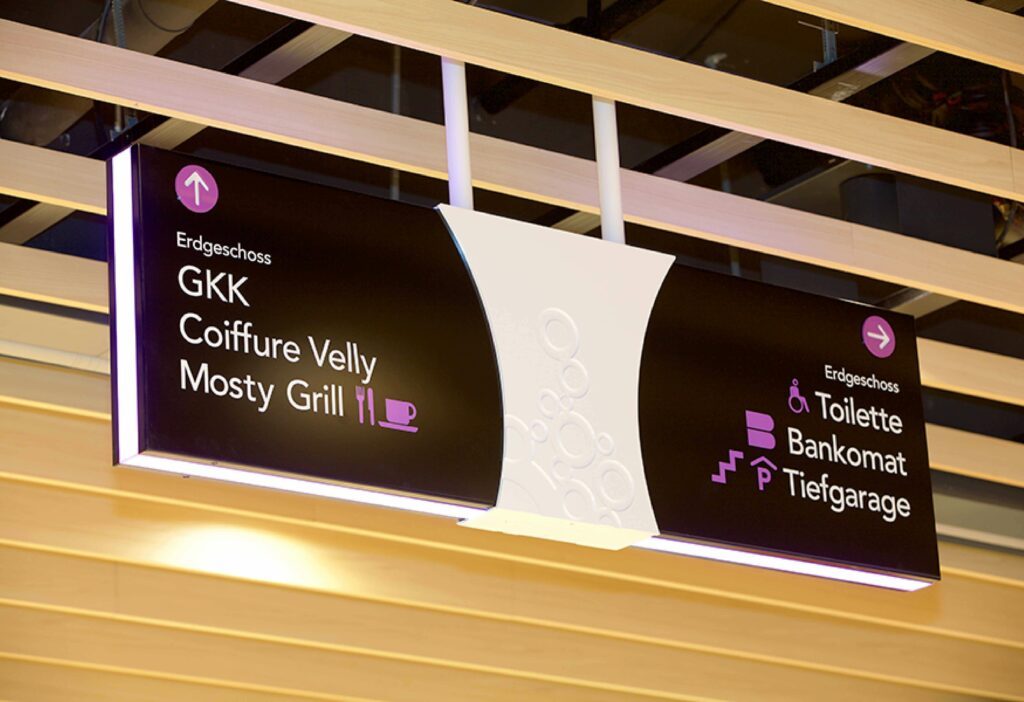 Erdgeschoss
GKK
Coiffure Velly
Mosty Grill
Erdgeschoss
Toilette
Bankomat
P Tiefgarage